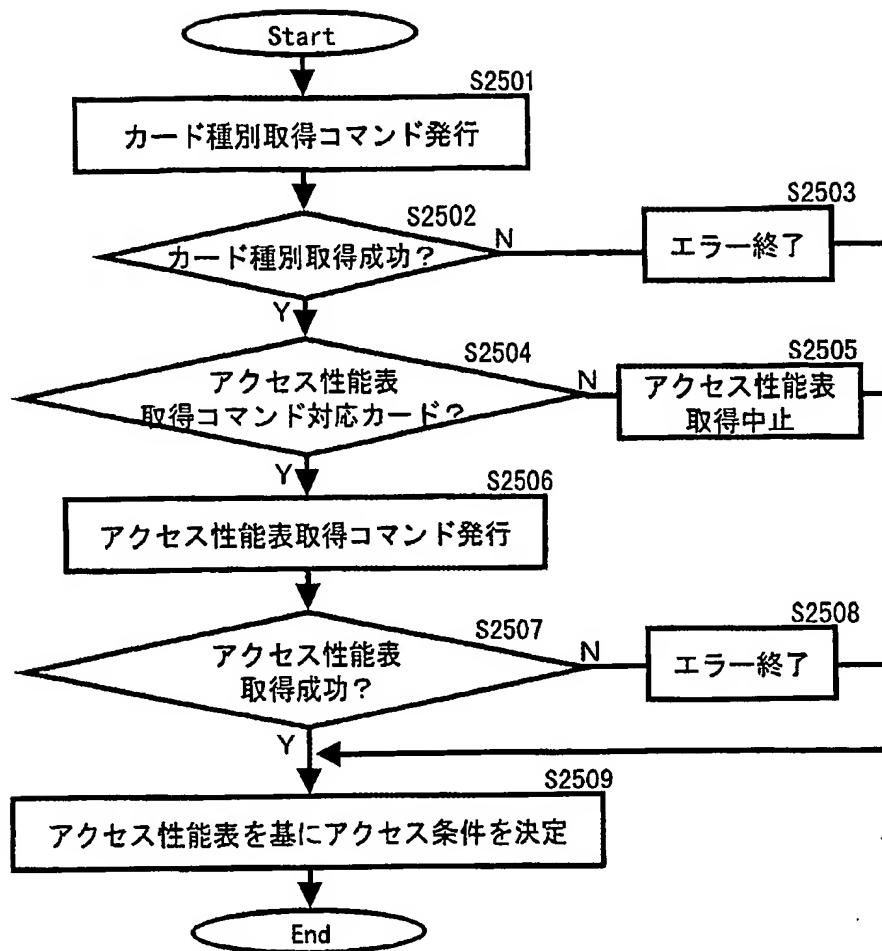 Start
S2501
カード種別取得コマンド発行
S2502
カード種別取得成功?
N
S2503
エラー終了
Y
S2504
アクセス性能表
取得コマンド対応カード?
N
S2505
アクセス性能表
取得中止
Y
S2506
アクセス性能表取得コマンド発行
S2507
アクセス性能表
取得成功?
N
S2508
エラー終了
Y
S2509
アクセス性能表を基にアクセス条件を決定
End